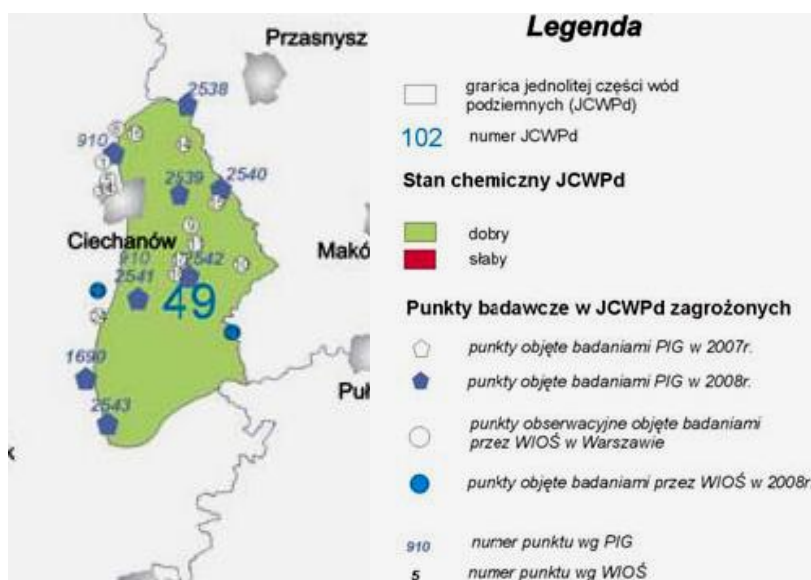 Przasnysz
2538
910
2539
2540
Ciechanów
910
2542
2541
49
Makó
1690
2543
Puł
Legenda
grarica jednolitej części wód
podziemnych (JCWPd)
102 numer JCWPd
Stan chemiczny JCWPd
dobry
słaby
Punkty badawcze w JCWPd zagrożonych
punkty objęte badaniami PIG w 2007r.
punkty objęte badaniami PIG w 2008r.
punkty obserwacyjne objęte badaniami
przez WIOŚ w Warszawie
punkty objęte badaniami przez WIOŚ w 2008r.
910 numer punktu wg PIG
5 numer punktu wg WIOŚ